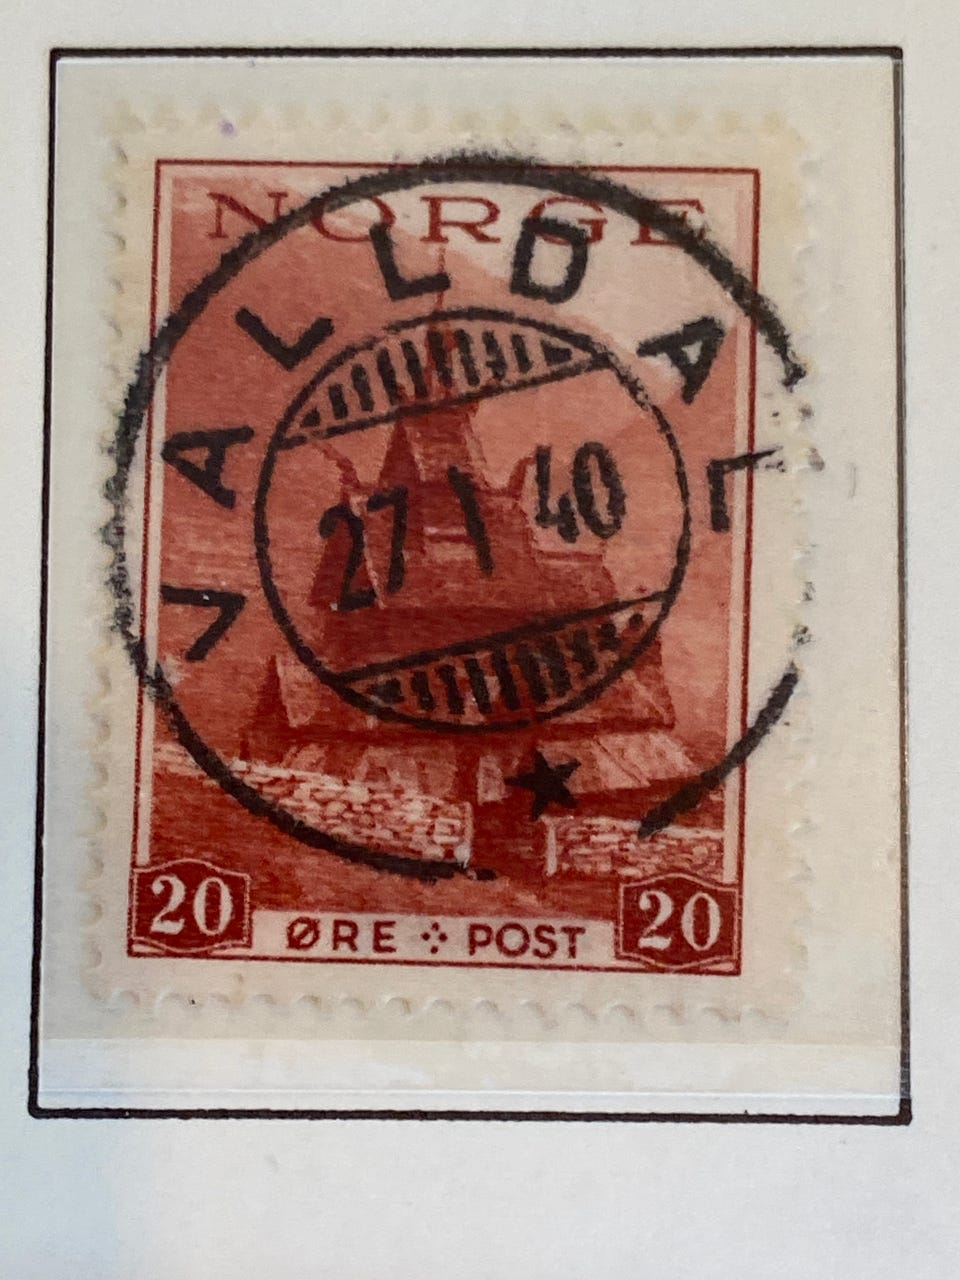 NORGE
VALLDAL
27 I 40
20 ØRE POST 20